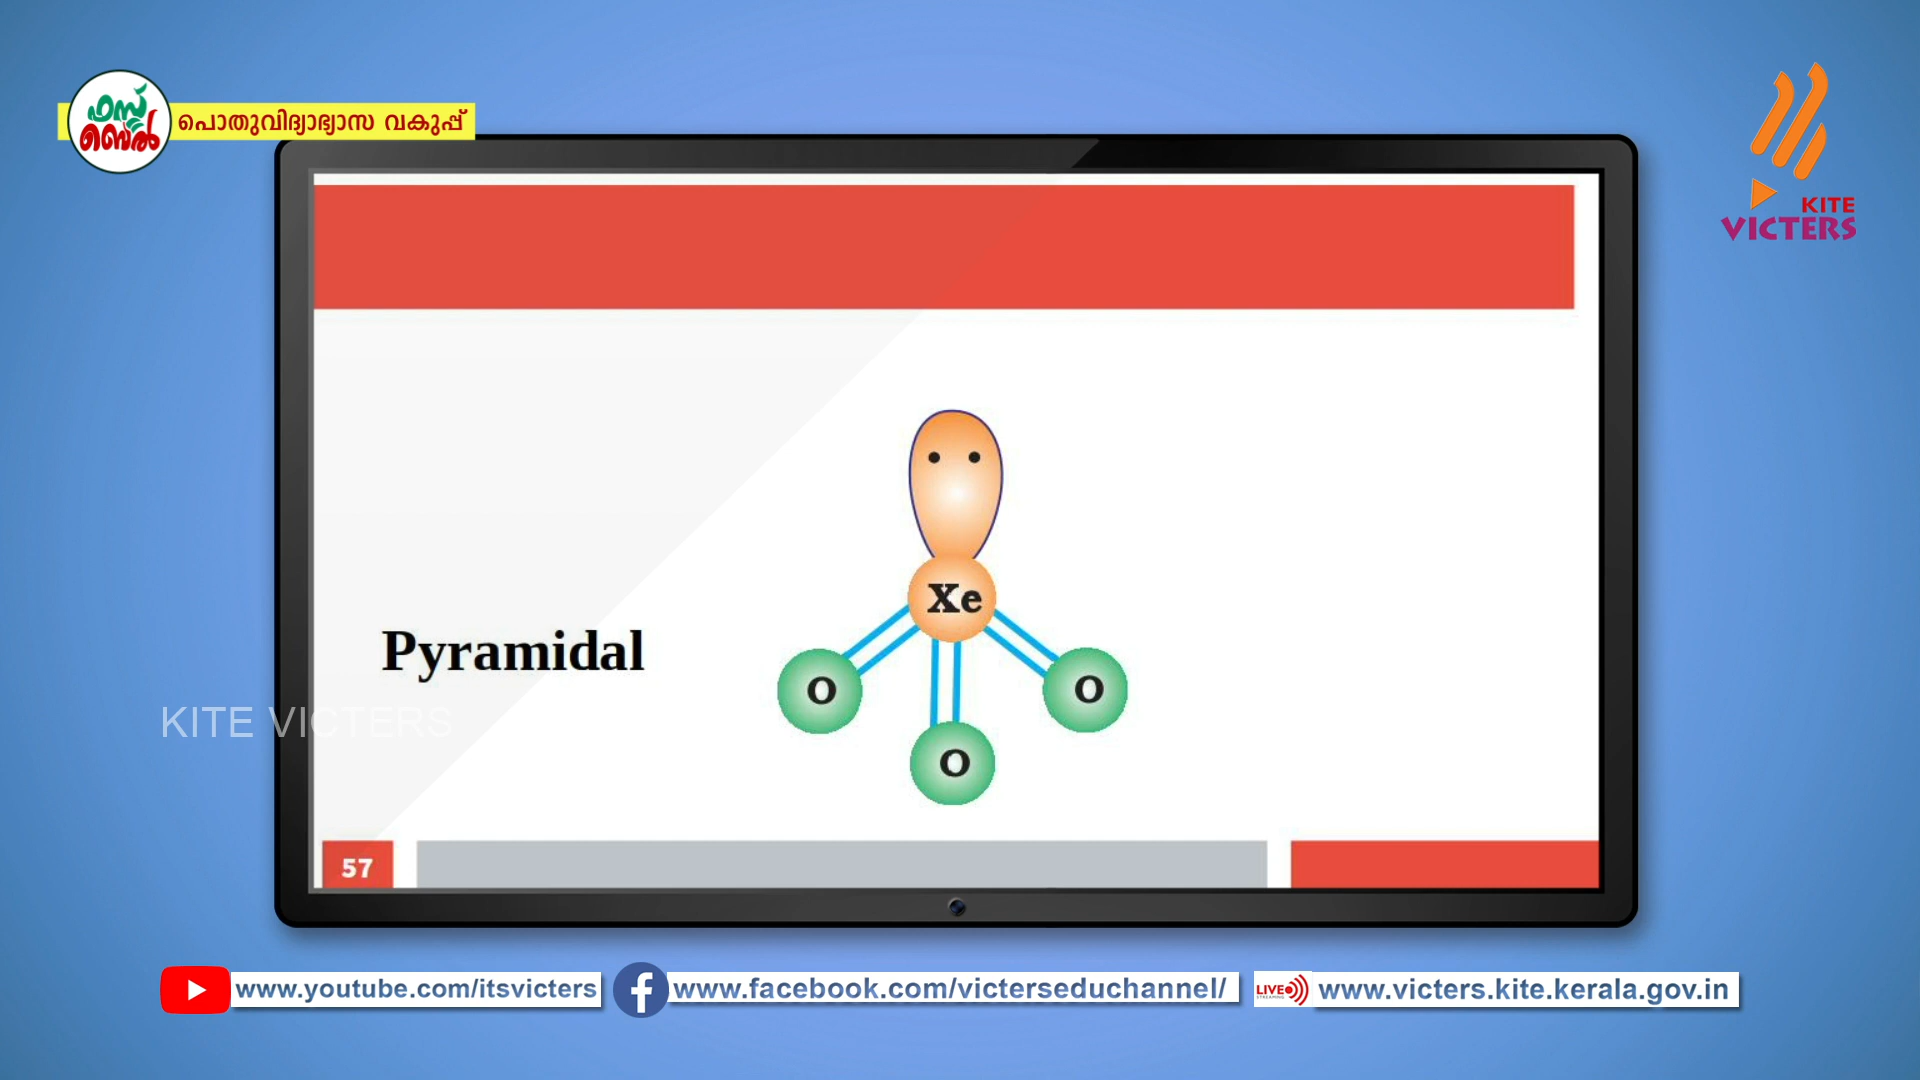 ഫസ്റ്റ്
ബെൽ
പൊതുവിദ്യാഭ്യാസ വകുപ്പ്
KITE
VICTERS
Xe
O
O
O
Pyramidal
KITE VICTERS
57
www.youtube.com/itsvicters
www.facebook.com/victerseduchannel/
LIVE
STREAMING
www.victers.kite.kerala.gov.in